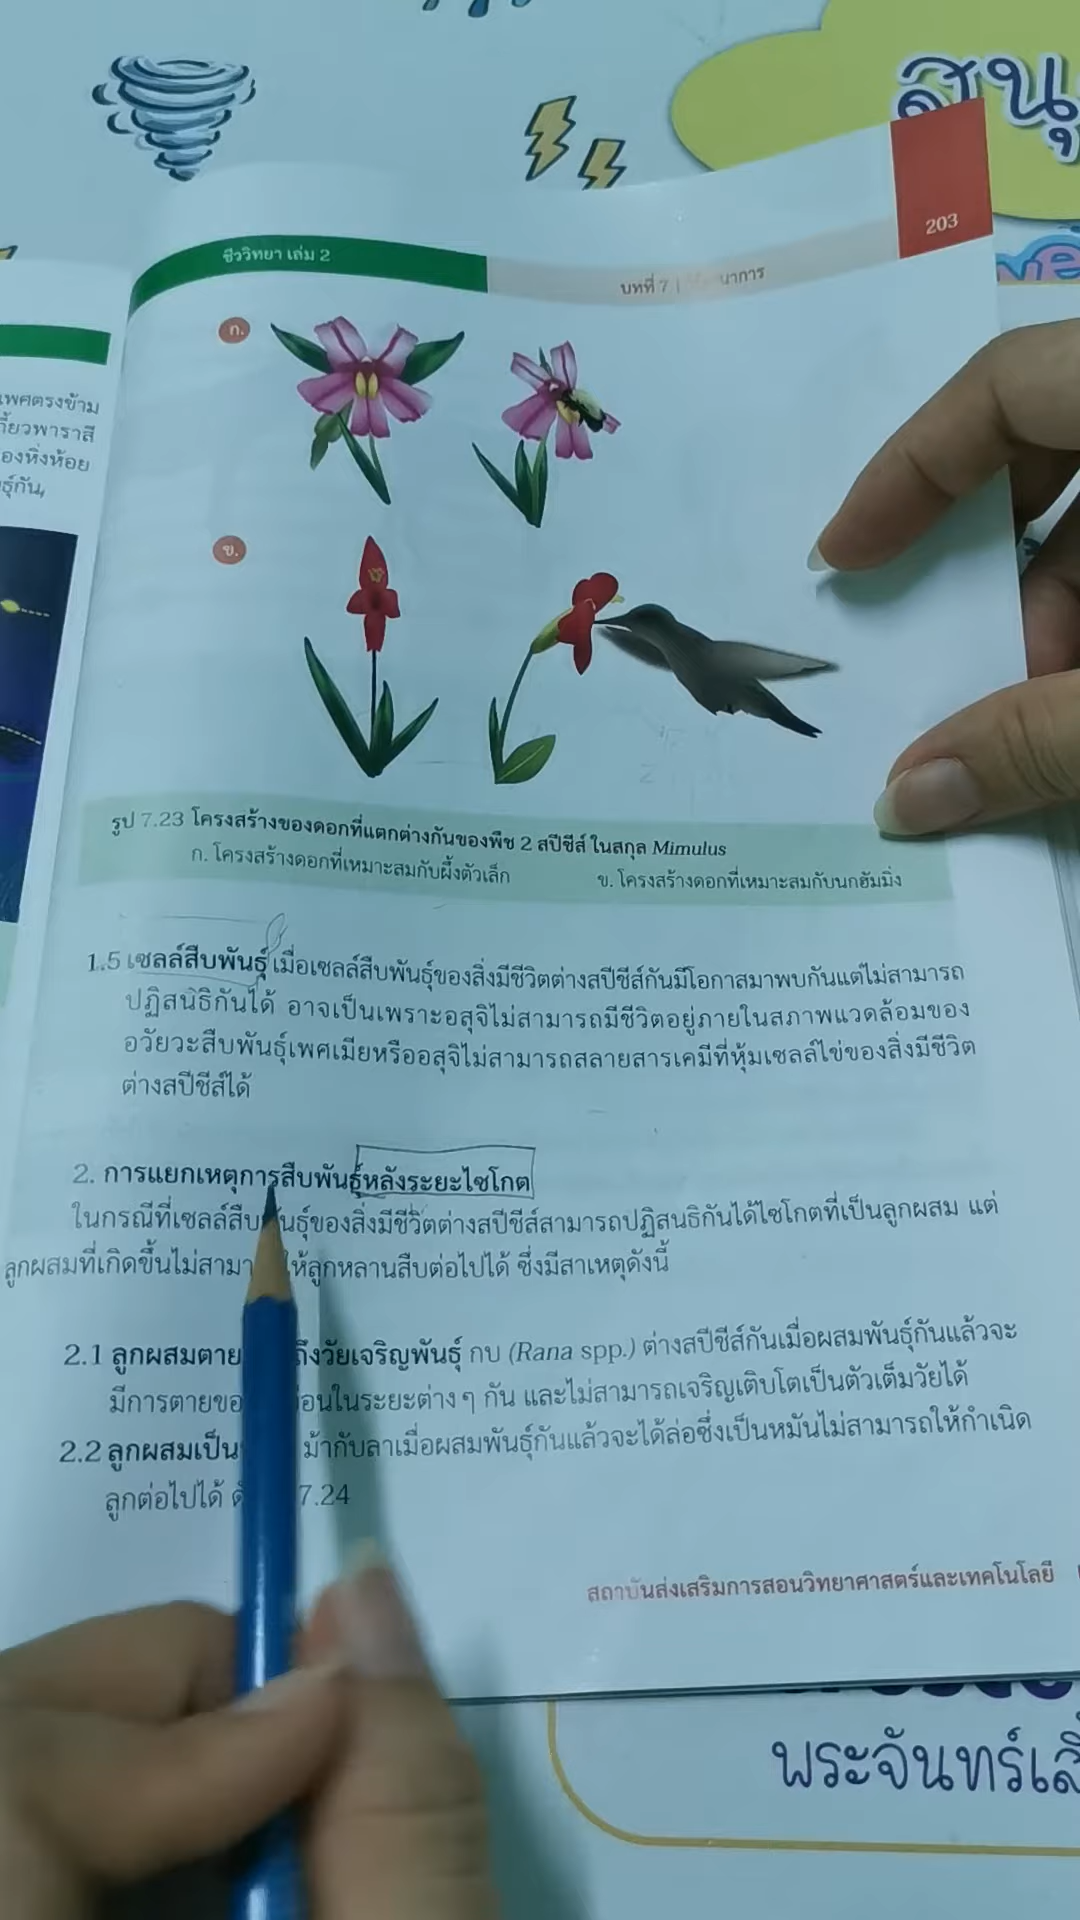 สนุ
203
ชีววิทยา เล่ม 2
บทที่ 7 | นาการ
เพศตรงข้าม
กี้ยวพาราสี
องหิ่งห้อย
ธุ์กัน,
ก.
ข.
รูป 7.23 โครงสร้างของดอกที่แตกต่างกันของพืช 2 สปีชีส์ ในสกุล Mimulus
ก. โครงสร้างดอกที่เหมาะสมกับผึ้งตัวเล็ก ข. โครงสร้างดอกที่เหมาะสมกับนกฮัมมิ่ง
1.5 เซลล์สืบพันธุ์ เมื่อเซลล์สืบพันธุ์ของสิ่งมีชีวิตต่างสปีชีส์กันมีโอกาสมาพบกันแต่ไม่สามารถ
ปฏิสนธิกันได้ อาจเป็นเพราะอสุจิไม่สามารถมีชีวิตอยู่ภายในสภาพแวดล้อมของ
อวัยวะสืบพันธุ์เพศเมียหรืออสุจิไม่สามารถสลายสารเคมีที่หุ้มเซลล์ไข่ของสิ่งมีชีวิต
ต่างสปีชีส์ได้
2. การแยกเหตุการสืบพันธุ์หลังระยะไซโกต
ในกรณีที่เซลล์สืบพันธุ์ของสิ่งมีชีวิตต่างสปีชีส์สามารถปฏิสนธิกันได้ไซโกตที่เป็นลูกผสม แต่
ลูกผสมที่เกิดขึ้นไม่สามา ให้ลูกหลานสืบต่อไปได้ ซึ่งมีสาเหตุดังนี้
2.1 ลูกผสมตาย ถึงวัยเจริญพันธุ์ กบ (Rana spp.) ต่างสปีชีส์กันเมื่อผสมพันธุ์กันแล้วจะ
มีการตายขอ อ่อนในระยะต่าง ๆ กัน และไม่สามารถเจริญเติบโตเป็นตัวเต็มวัยได้
2.2 ลูกผสมเป็น ม้ากับลาเมื่อผสมพันธุ์กันแล้วจะได้ล่อซึ่งเป็นหมันไม่สามารถให้กำเนิด
ลูกต่อไปได้ 7.24
สถาบันส่งเสริมการสอนวิทยาศาสตร์และเทคโนโลยี
พระจันทร์เสี